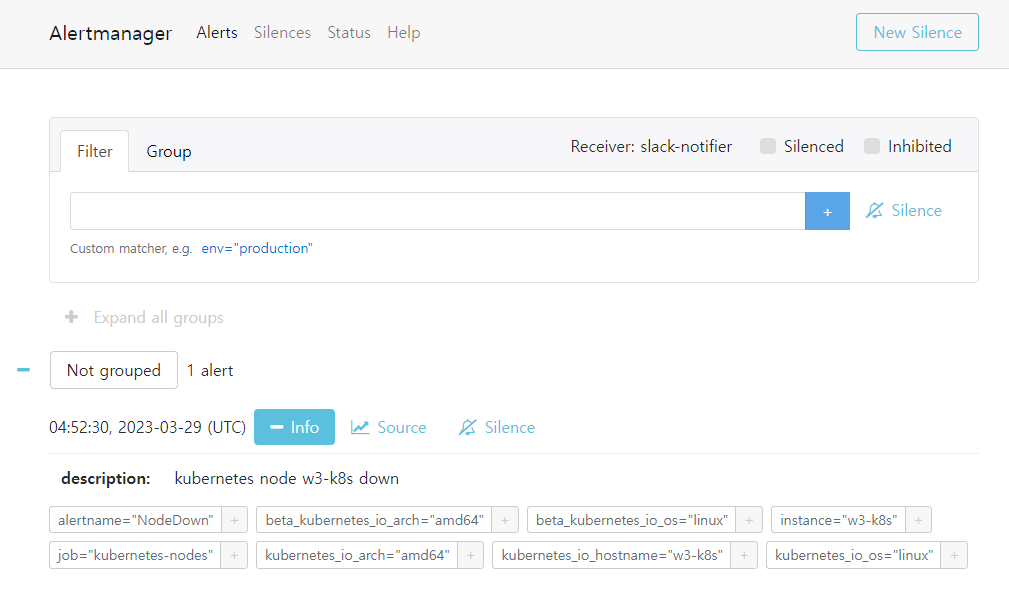 Alertmanager Alerts Silences Status Help New Silence
Filter Group Receiver: slack-notifier Silenced Inhibited
+ Silence
Custom matcher, e.g. env="production"
+ Expand all groups
Not grouped 1 alert
04:52:30, 2023-03-29 (UTC) Info Source Silence
description: kubernetes node w3-k8s down
alertname="NodeDown" + beta_kubernetes_io_arch="amd64" + beta_kubernetes_io_os="linux" + instance="w3-k8s" +
job="kubernetes-nodes" + kubernetes_io_arch="amd64" + kubernetes_io_hostname="w3-k8s" + kubernetes_io_os="linux" +